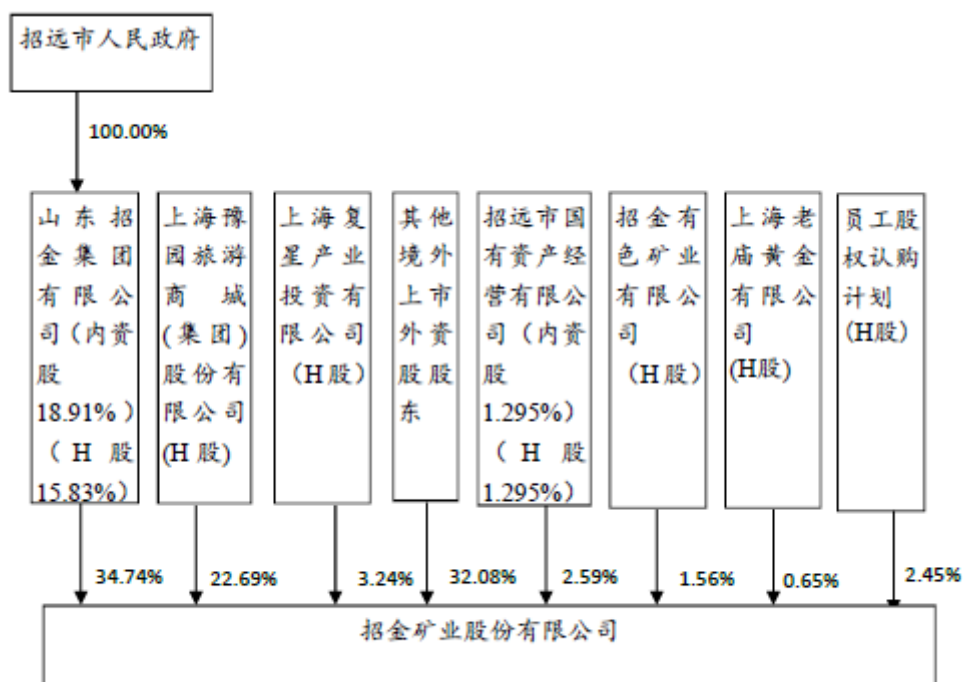 招远市人民政府
100.00%
山东招
金集团
有限公
司（内资
股
18.91%）
（H股
15.83%）
上海豫
园旅游
商城
(集团)
股份有
限公司
(H股)
上海复
星产业
投资有
限公司
（H股）
其他
境外
上市
外资
股股
东
招远市国
有资产经
营有限公
司（内资
股
1.295%）
（H股
1.295%）
招金有
色矿业
有限公
司
（H股）
上海老
庙黄金
有限公
司
(H股)
员工股
权认购
计划
(H股)
34.74%
22.69%
3.24%
32.08%
2.59%
1.56%
0.65%
2.45%
招金矿业股份有限公司